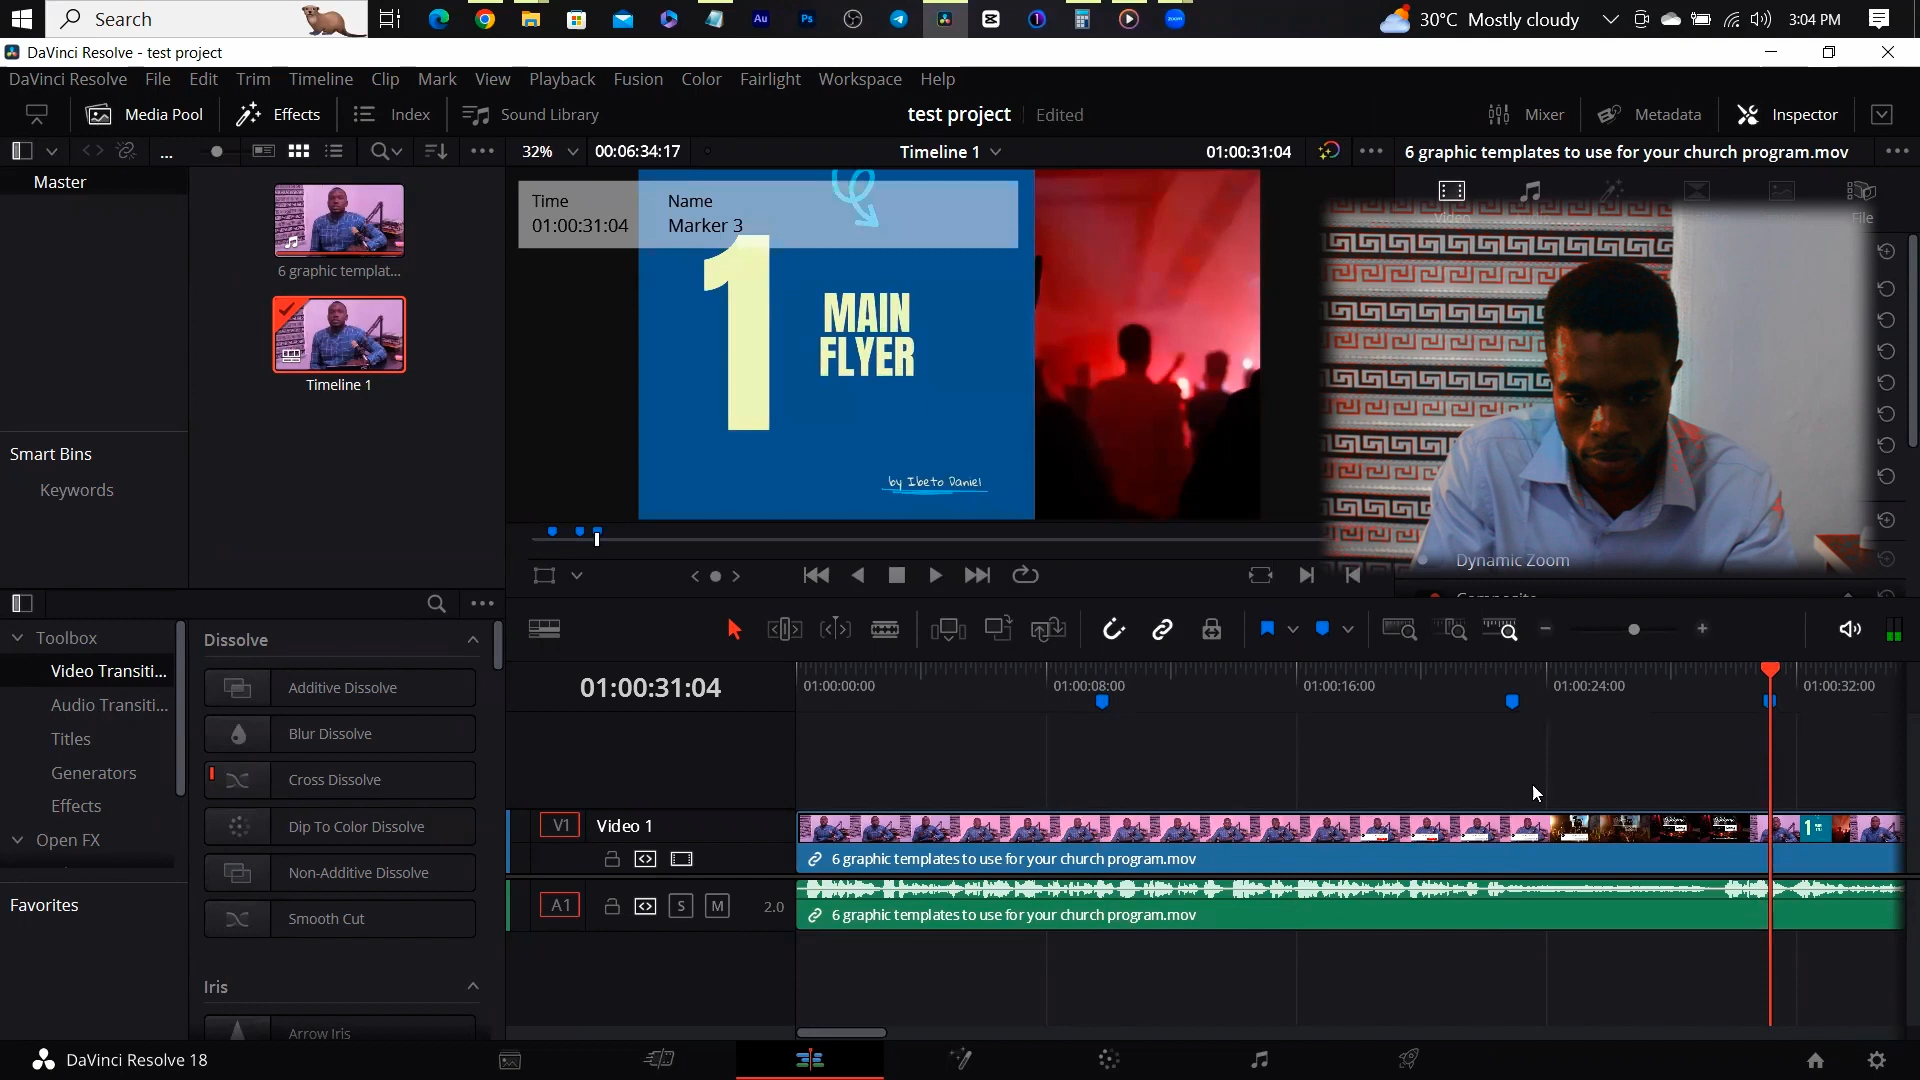 Search
Au
Ps
zoom
30°C Mostly cloudy
3:04 PM
DaVinci Resolve - test project
DaVinci Resolve File Edit Trim Timeline Clip Mark View Playback Fusion Color Fairlight Workspace Help
Media Pool Effects Index Sound Library
test project Edited
Mixer Metadata Inspector
... 32% 00:06:34:17 Timeline 1 01:00:31:04 6 graphic templates to use for your church program.mov
Master
Video
File
Time Name
01:00:31:04 Marker 3
6 graphic templat...
Timeline 1
1 MAIN
FLYER
by Ibeto Daniel
Smart Bins
Keywords
Dynamic Zoom
Composite
Toolbox
Video Transiti...
Audio Transiti...
Titles
Generators
Effects
Open FX
Favorites
Dissolve
Additive Dissolve
Blur Dissolve
Cross Dissolve
Dip To Color Dissolve
Non-Additive Dissolve
Smooth Cut
Iris
Arrow Iris
01:00:31:04
01:00:00:00 01:00:08:00 01:00:16:00 01:00:24:00 01:00:32:00
V1 Video 1
1
6 graphic templates to use for your church program.mov
A1 S M 2.0
6 graphic templates to use for your church program.mov
DaVinci Resolve 18